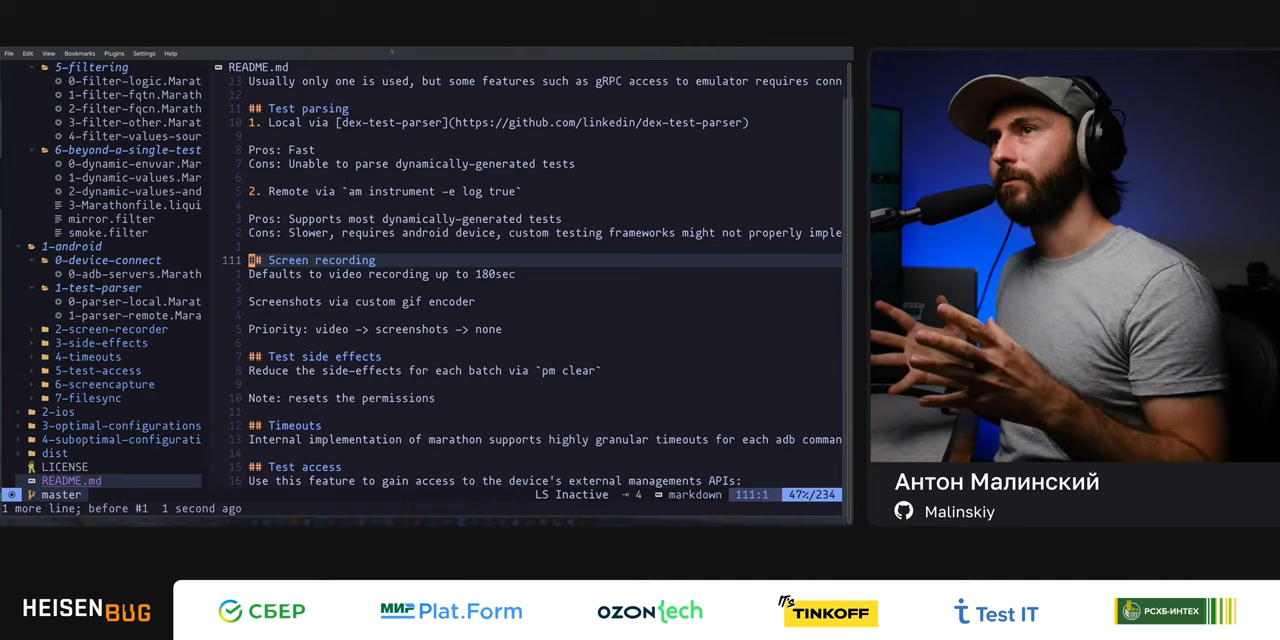 File Edit View Bookmarks Plugins Settings Help
5-filtering
0-filter-logic.Marat
1-filter-fqtn.Marath
2-filter-fqcn.Marath
3-filter-other.Marat
4-filter-values-sour
6-beyond-a-single-test
0-dynamic-envvar.Mar
1-dynamic-values.Mar
2-dynamic-values-and
3-Marathonfile.liqui
mirror.filter
smoke.filter
1-android
0-device-connect
0-adb-servers.Marath
1-test-parser
0-parser-local.Marat
1-parser-remote.Mara
2-screen-recorder
3-side-effects
4-timeouts
5-test-access
6-screencapture
7-filesync
2-ios
3-optimal-configurations
4-suboptimal-configurati
dist
LICENSE
README.md
master
README.md
13 Usually only one is used, but some features such as gRPC access to emulator requires conn
12
11 ## Test parsing
10 1. Local via [dex-test-parser](https://github.com/linkedin/dex-test-parser)
9
8 Pros: Fast
7 Cons: Unable to parse dynamically-generated tests
6
5 2. Remote via `am instrument -e log true`
4
3 Pros: Supports most dynamically-generated tests
2 Cons: Slower, requires android device, custom testing frameworks might not properly imple
1
111 ## Screen recording
1 Defaults to video recording up to 180sec
2
3 Screenshots via custom gif encoder
4
5 Priority: video -> screenshots -> none
6
7 ## Test side effects
8 Reduce the side-effects for each batch via `pm clear`
9
10 Note: resets the permissions
11
12 ## Timeouts
13 Internal implementation of marathon supports highly granular timeouts for each adb comman
14
15 ## Test access
16 Use this feature to gain access to the device's external managements APIs:
LS Inactive 4 markdown 111:1 47%/234
1 more line; before #1 1 second ago
Антон Малинский
Malinskiy
HEISENBUG
СБЕР
МИР Plat.Form
OZON{ech
IT's TINKOFF
Test IT
РСХБ-ИНТЕХ